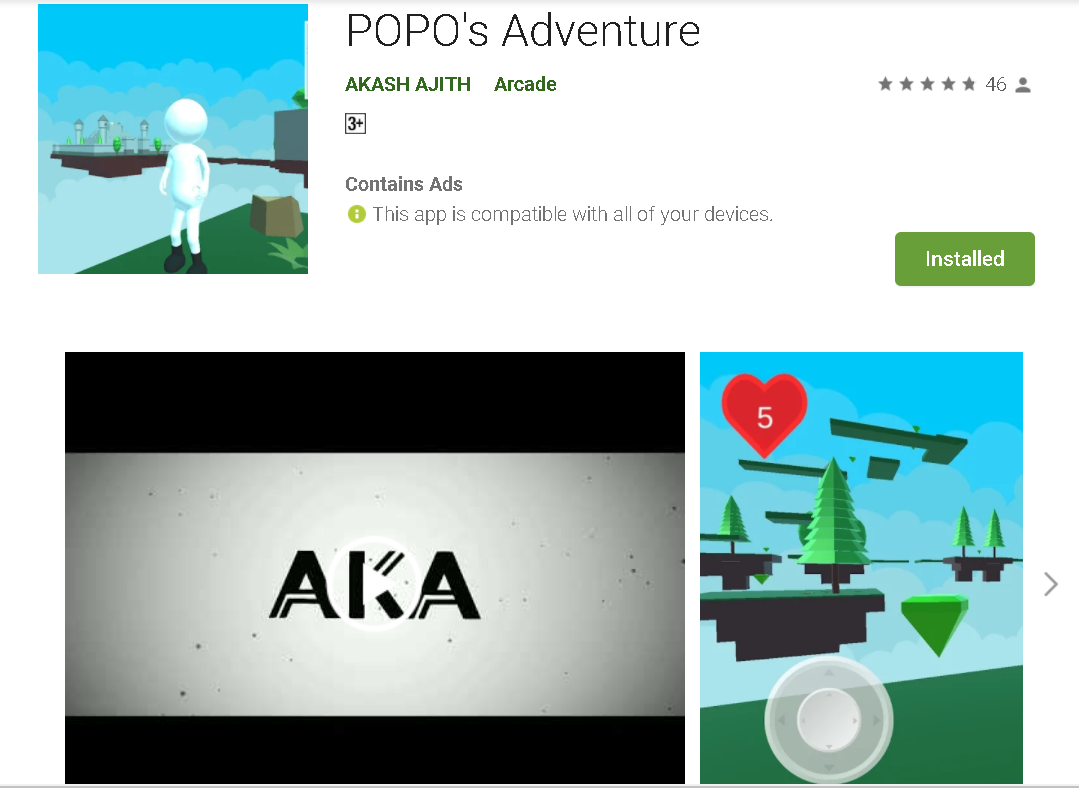 POPO's Adventure
AKASH AJITH Arcade
46
3+
Contains Ads
This app is compatible with all of your devices.
Installed
AKA
5